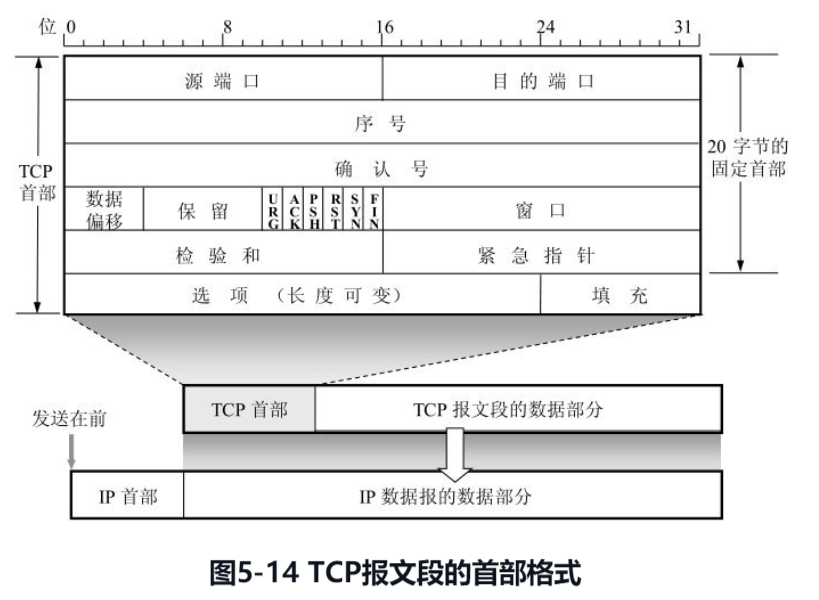 位 0 8 16 24 31
源 端 口 目 的 端 口
序 号
确 认 号
TCP
首部
20 字节的
固定首部
数据
偏移
保 留
URG ACK PSH RST SYN FIN
窗 口
检 验 和 紧 急 指 针
选 项 (长 度 可 变) 填 充
TCP 首部 TCP 报文段的数据部分
发送在前
IP 首部 IP 数据报的数据部分
图5-14 TCP报文段的首部格式